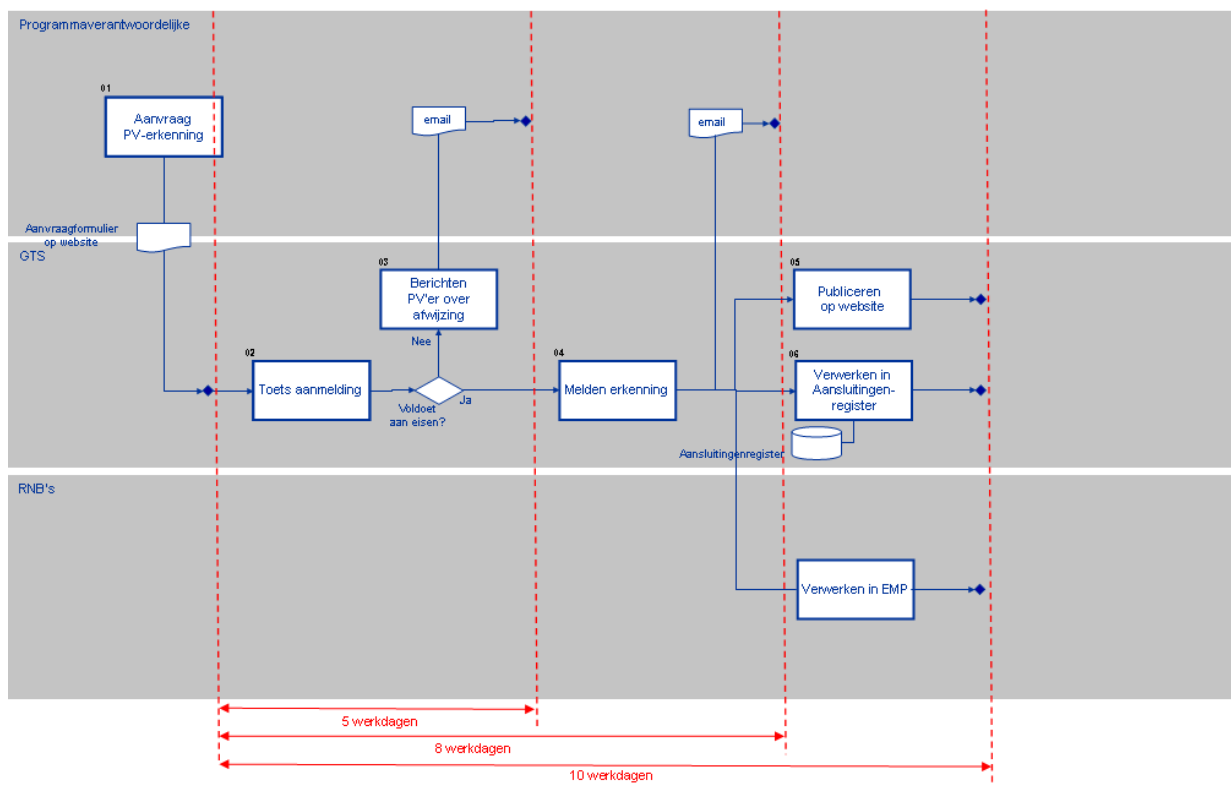 Programmaverantwoordelijke
01
Aanvraag
PV-erkenning
email
email
Aanvraagformulier
op website
GTS
03
Berichten
PV'er over
afwijzing
Nee
05
Publiceren
op website
02
Toets aanmelding
Voldoet
aan eisen?
Ja
04
Melden erkenning
06
Verwerken in
Aansluitingen-
register
Aansluitingenregister
RNB's
Verwerken in EMP
5 werkdagen
8 werkdagen
10 werkdagen